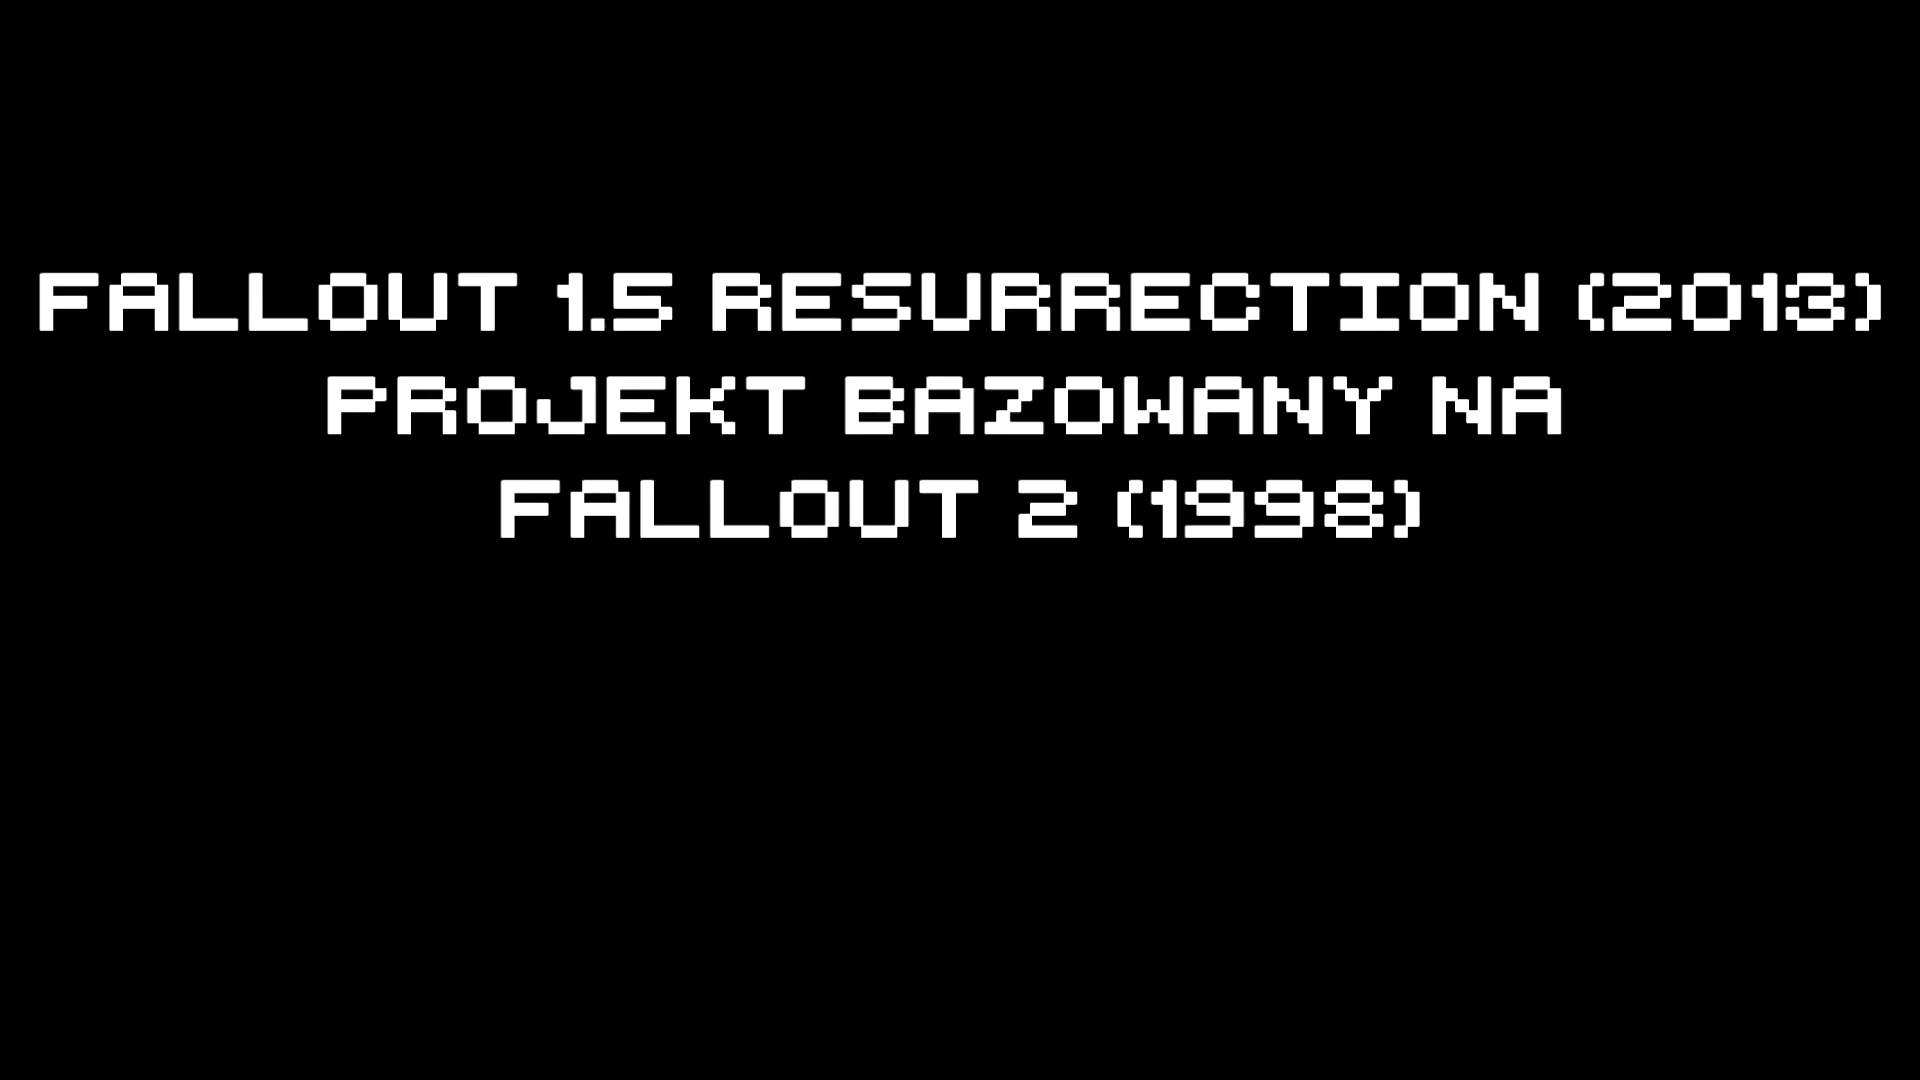 FALLOUT 1.5 RESURRECTION (2013)
PROJEKT BAZOWANY NA
FALLOUT 2 (1998)